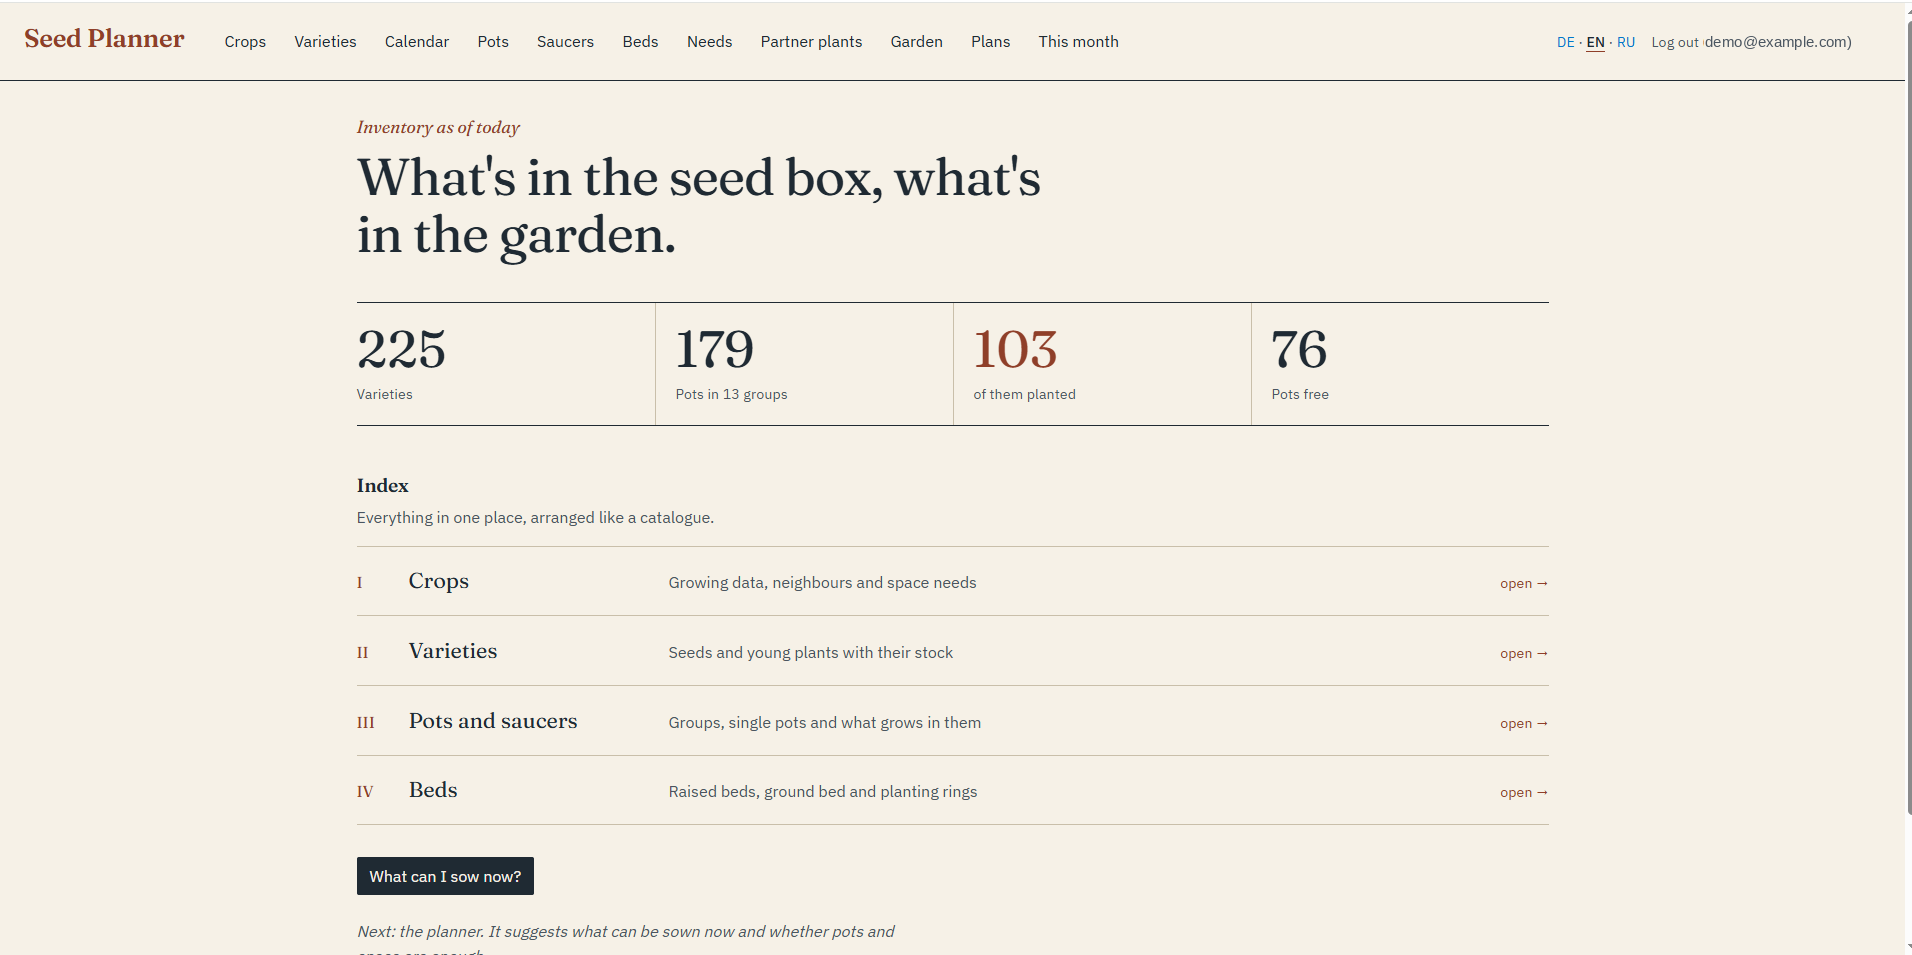 Seed Planner
Crops Varieties Calendar Pots Saucers Beds Needs Partner plants Garden Plans This month
DE · EN · RU Log out demo@example.com)
Inventory as of today
What's in the seed box, what's
in the garden.
225 179 103 76
Varieties Pots in 13 groups of them planted Pots free
Index
Everything in one place, arranged like a catalogue.
I Crops Growing data, neighbours and space needs open →
II Varieties Seeds and young plants with their stock open →
III Pots and saucers Groups, single pots and what grows in them open →
IV Beds Raised beds, ground bed and planting rings open →
What can I sow now?
Next: the planner. It suggests what can be sown now and whether pots and